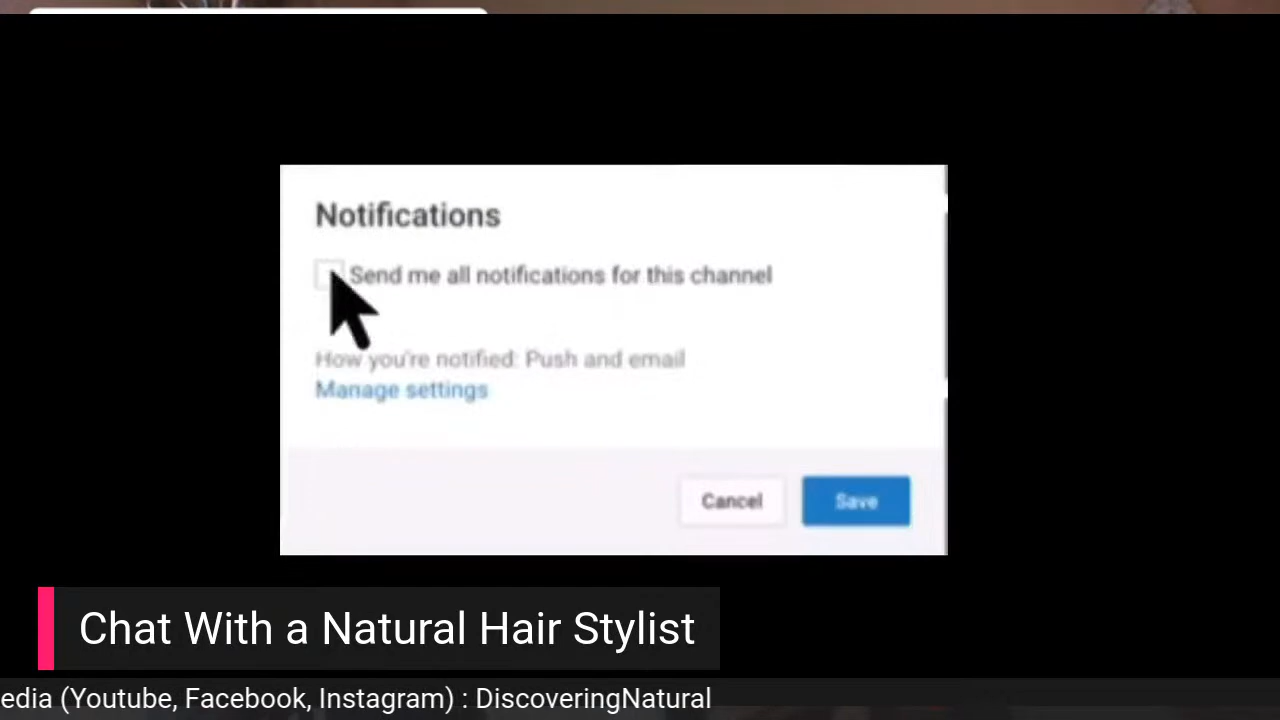 Notifications
Send me all notifications for this channel
How you're notified: Push and email
Manage settings
Cancel
Save
Chat With a Natural Hair Stylist
edia (Youtube, Facebook, Instagram) : DiscoveringNatural